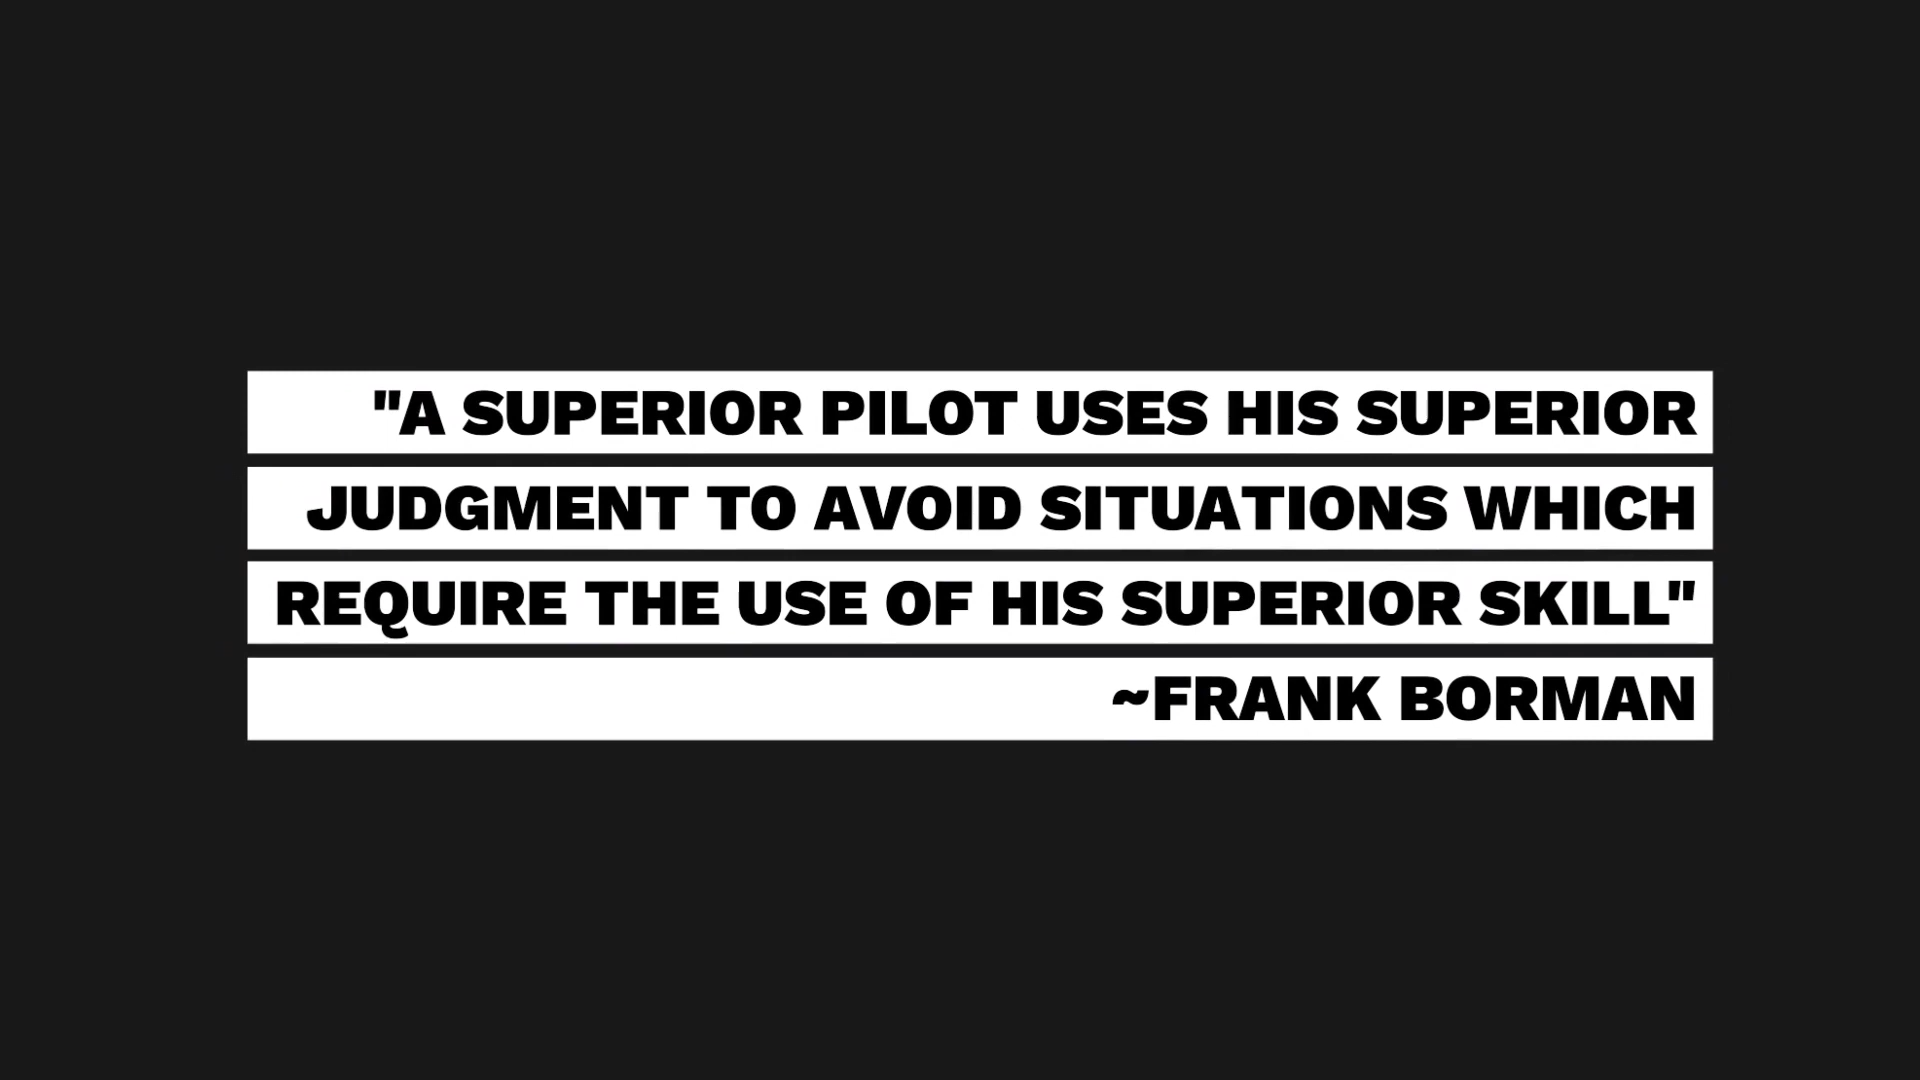 "A SUPERIOR PILOT USES HIS SUPERIOR
JUDGMENT TO AVOID SITUATIONS WHICH
REQUIRE THE USE OF HIS SUPERIOR SKILL"
~FRANK BORMAN